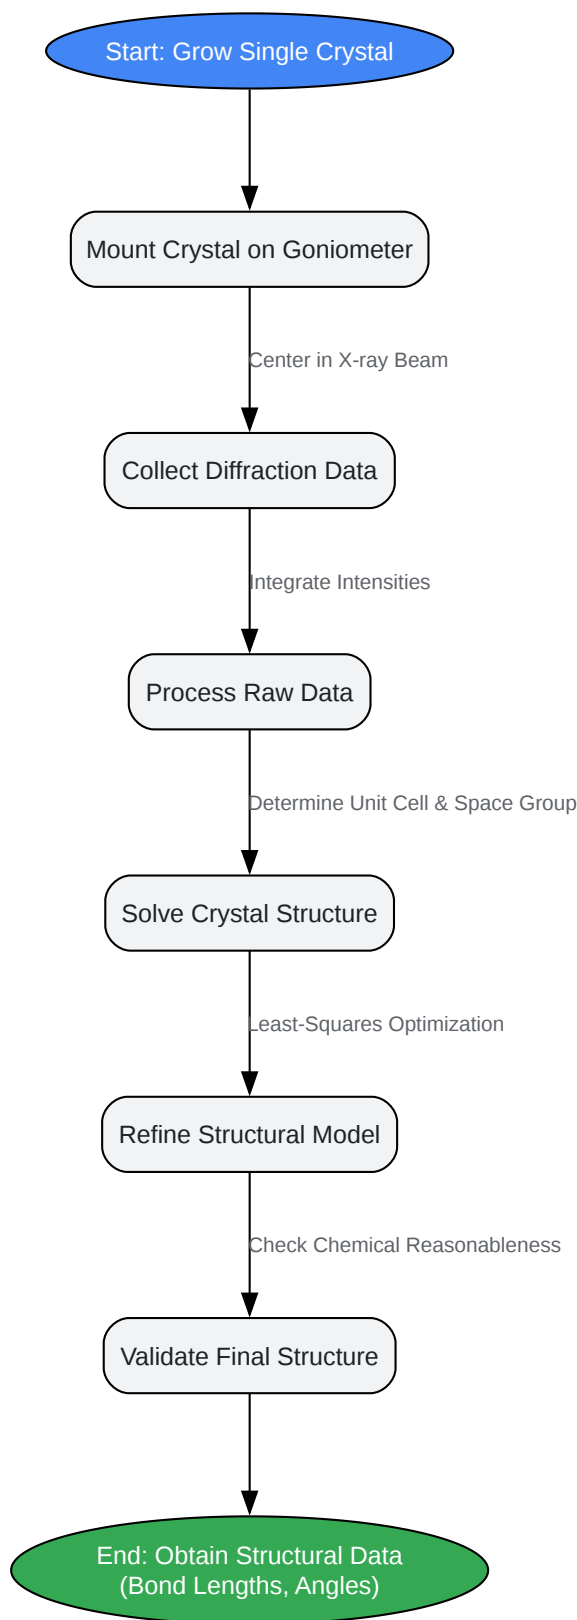 Start: Grow Single Crystal
Mount Crystal on Goniometer
Center in X-ray Beam
Collect Diffraction Data
Integrate Intensities
Process Raw Data
Determine Unit Cell & Space Group
Solve Crystal Structure
Least-Squares Optimization
Refine Structural Model
Check Chemical Reasonableness
Validate Final Structure
End: Obtain Structural Data
(Bond Lengths, Angles)